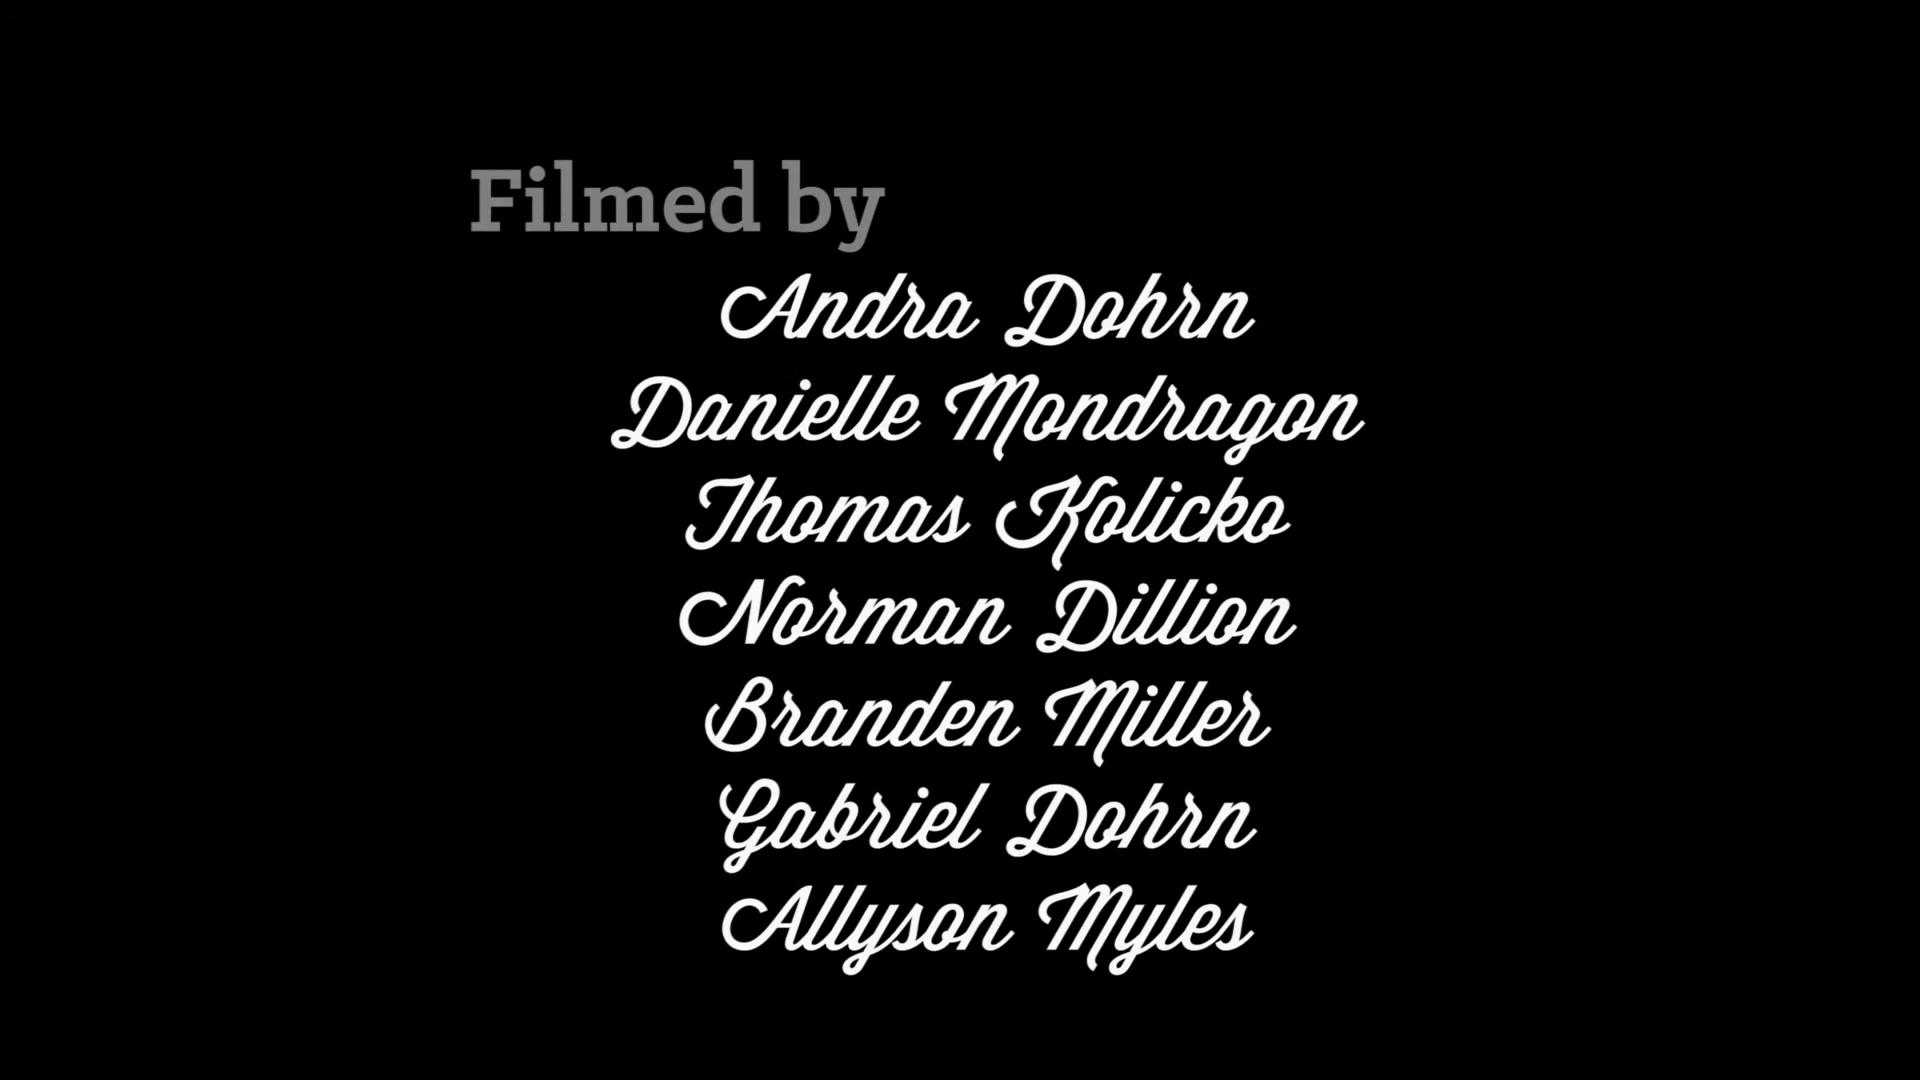 Filmed by
Andra Dohrn
Danielle Mondragon
Thomas Kolicko
Norman Dillion
Branden Miller
Gabriel Dohrn
Allyson Myles